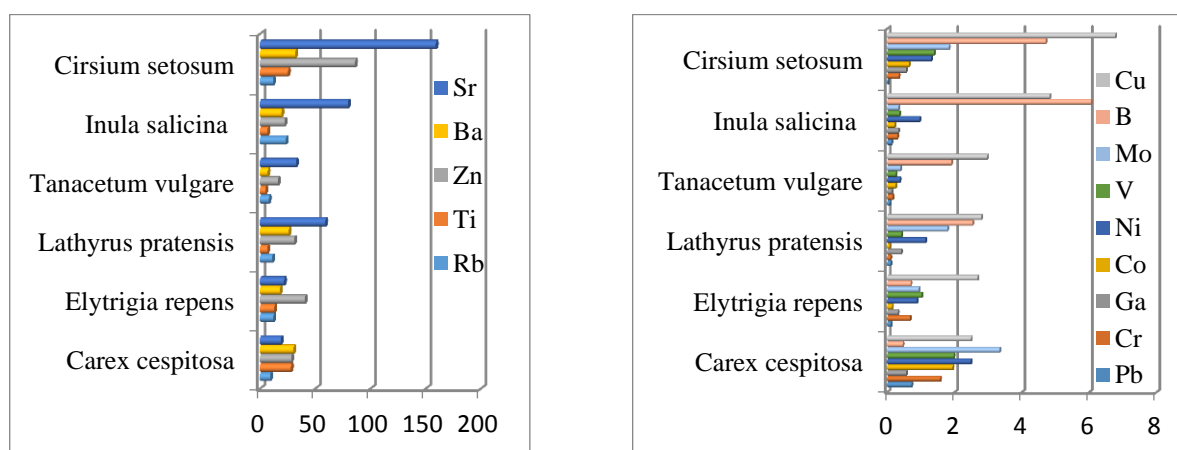 Cirsium setosum
Inula salicina
Tanacetum vulgare
Lathyrus pratensis
Elytrigia repens
Carex cespitosa
0 50 100 150 200
Sr
Ba
Zn
Ti
Rb
Cirsium setosum
Inula salicina
Tanacetum vulgare
Lathyrus pratensis
Elytrigia repens
Carex cespitosa
0 2 4 6 8
Cu
B
Mo
V
Ni
Co
Ga
Cr
Pb